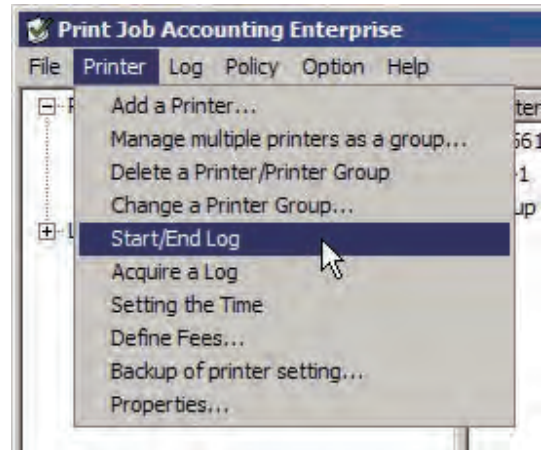 Print Job Accounting Enterprise
File Printer Log Policy Option Help
Add a Printer...
Manage multiple printers as a group...
Delete a Printer/Printer Group
Change a Printer Group...
Start/End Log
Acquire a Log
Setting the Time
Define Fees...
Backup of printer setting...
Properties...